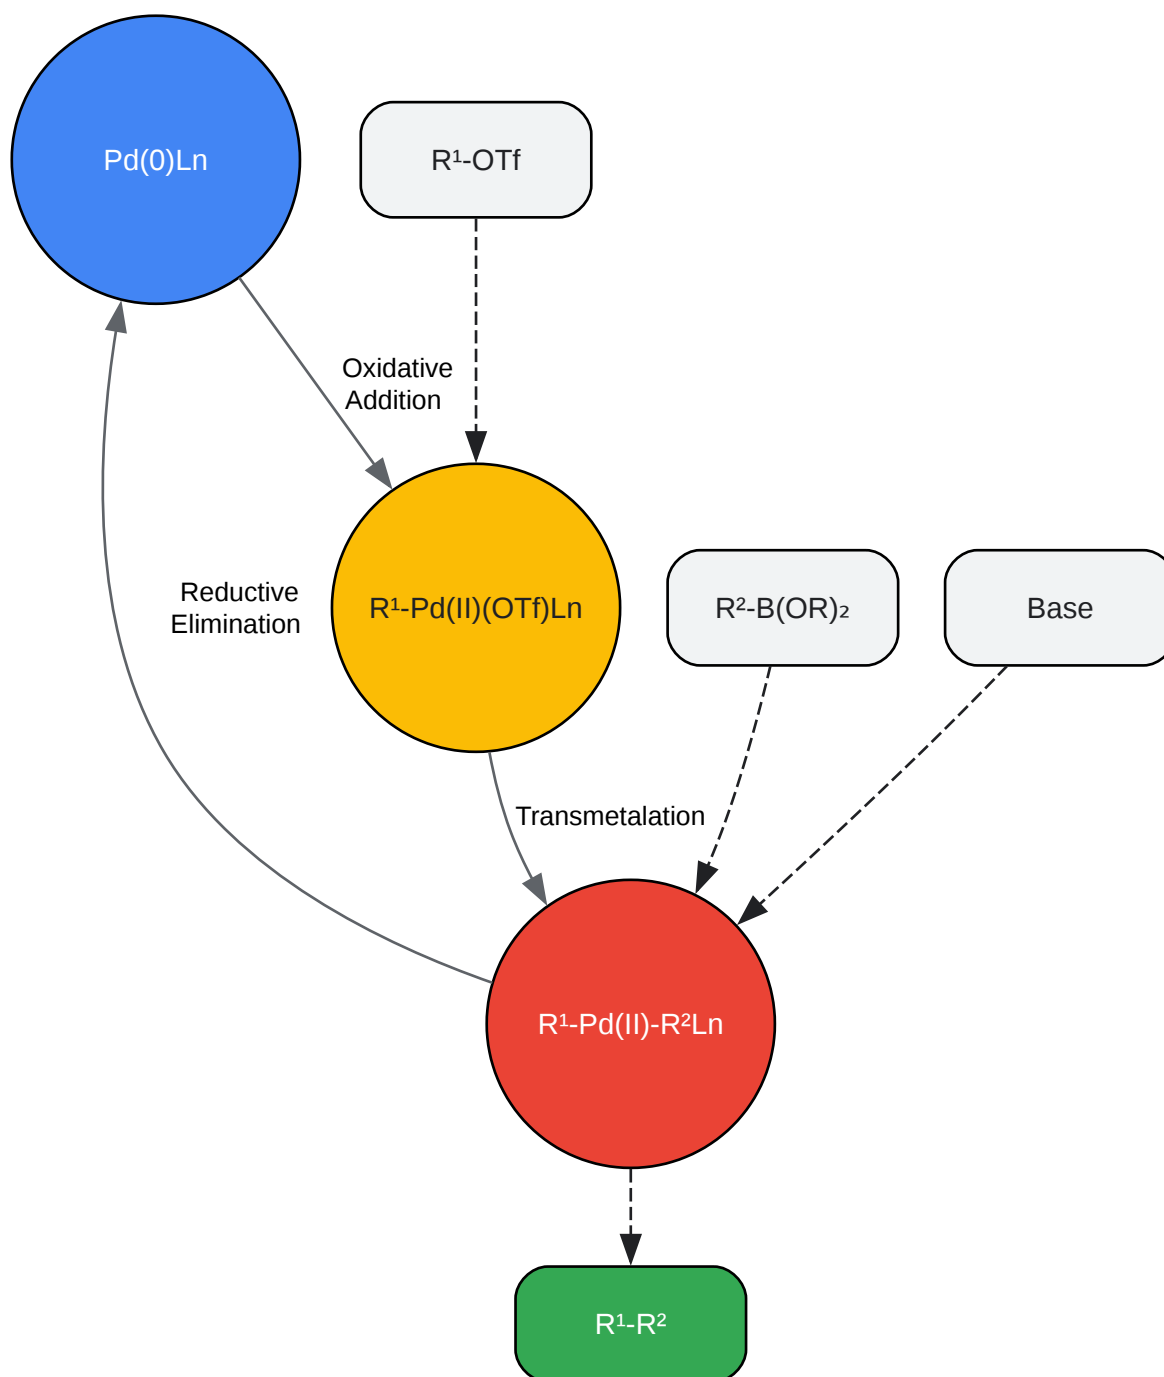 Pd(0)Ln
R¹-OTf
Oxidative
Addition
Reductive
Elimination
R¹-Pd(II)(OTf)Ln
R²-B(OR)₂
Base
Transmetalation
R¹-Pd(II)-R²Ln
R¹-R²